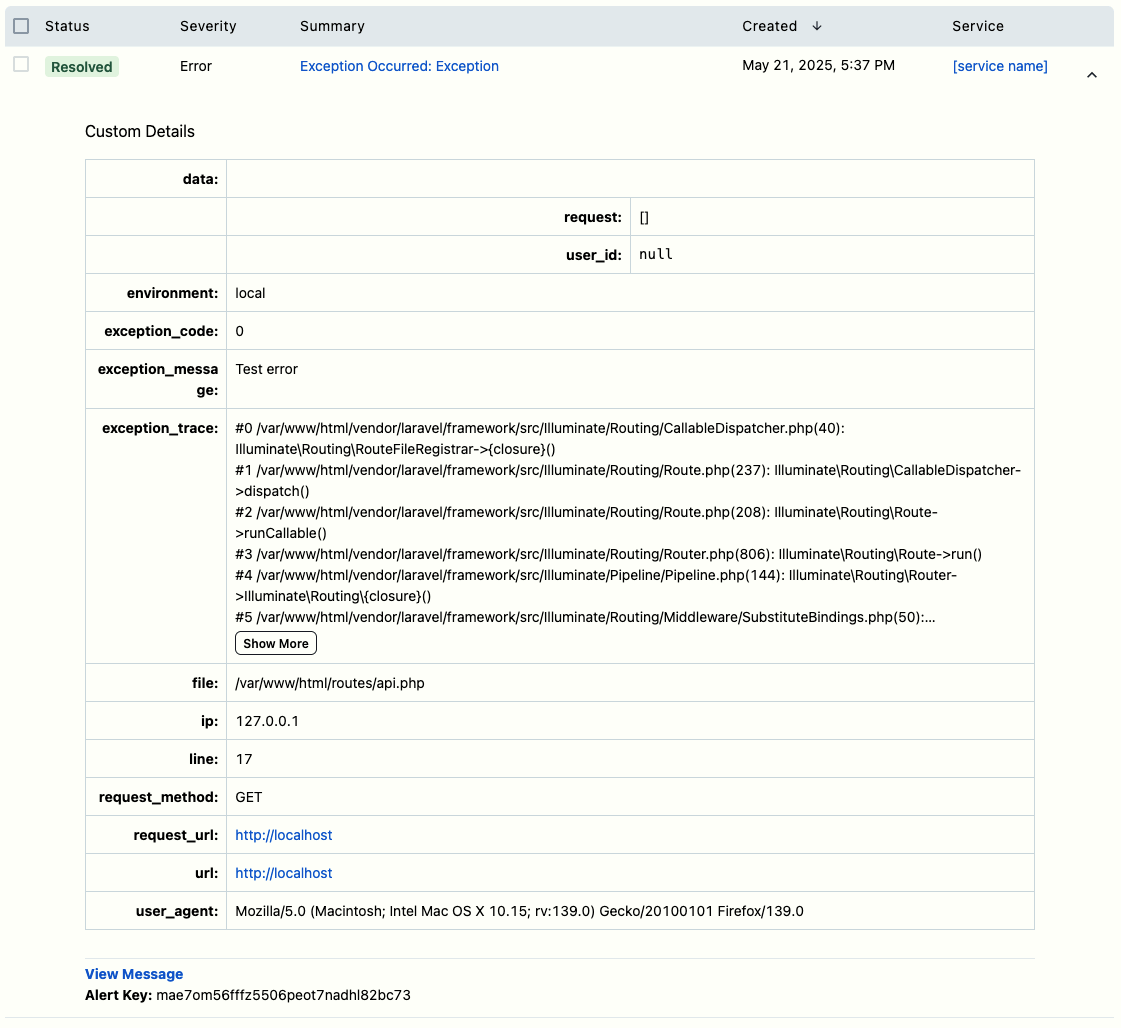 Status Severity Summary Created ↓ Service
Resolved Error Exception Occurred: Exception May 21, 2025, 5:37 PM [service name]
Custom Details
data:
request: []
user_id: null
environment: local
exception_code: 0
exception_messa
ge: Test error
exception_trace: #0 /var/www/html/vendor/laravel/framework/src/Illuminate/Routing/CallableDispatcher.php(40):
Illuminate\Routing\RouteFileRegistrar->{closure}()
#1 /var/www/html/vendor/laravel/framework/src/Illuminate/Routing/Route.php(237): Illuminate\Routing\CallableDispatcher-
>dispatch()
#2 /var/www/html/vendor/laravel/framework/src/Illuminate/Routing/Route.php(208): Illuminate\Routing\Route-
>runCallable()
#3 /var/www/html/vendor/laravel/framework/src/Illuminate/Routing/Router.php(806): Illuminate\Routing\Route->run()
#4 /var/www/html/vendor/laravel/framework/src/Illuminate/Pipeline/Pipeline.php(144): Illuminate\Routing\Router-
>Illuminate\Routing\{closure}()
#5 /var/www/html/vendor/laravel/framework/src/Illuminate/Routing/Middleware/SubstituteBindings.php(50):...
Show More
file: /var/www/html/routes/api.php
ip: 127.0.0.1
line: 17
request_method: GET
request_url: http://localhost
url: http://localhost
user_agent: Mozilla/5.0 (Macintosh; Intel Mac OS X 10.15; rv:139.0) Gecko/20100101 Firefox/139.0
View Message
Alert Key: mae7om56fffz5506peot7nadhl82bc73